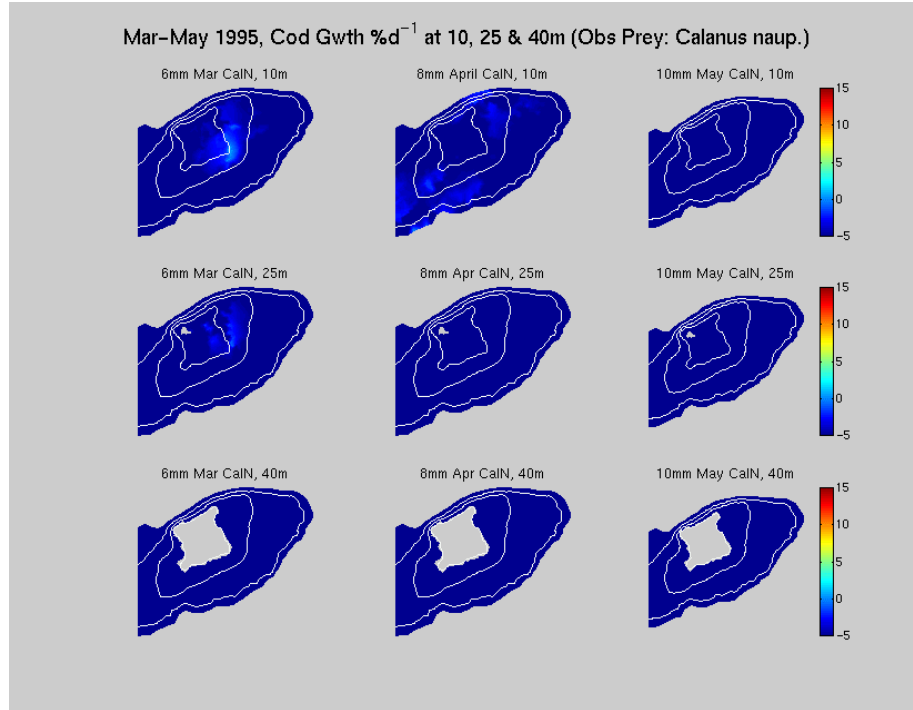 Mar-May 1995, Cod Gwth %d⁻¹ at 10, 25 & 40m (Obs Prey: Calanus naup.)
6mm Mar CalN, 10m
8mm April CalN, 10m
10mm May CalN, 10m
15
10
5
0
-5
6mm Mar CalN, 25m
8mm Apr CalN, 25m
10mm May CalN, 25m
15
10
5
0
-5
6mm Mar CalN, 40m
8mm Apr CalN, 40m
10mm May CalN, 40m
15
10
5
0
-5